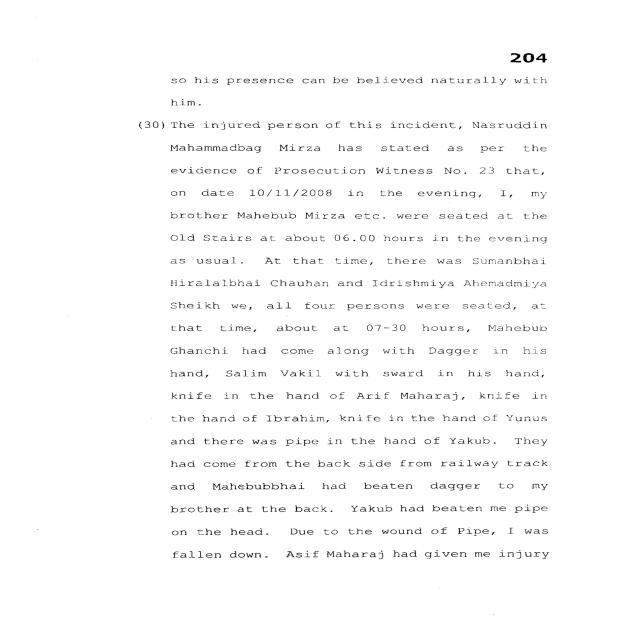 204
so his presence can be believed naturally with
him.
(30) The injured person of this incident, Nasruddin
Mahammadbag Mirza has stated as per the
evidence of Prosecution Witness No. 23 that,
on date 10/11/2008 in the evening, I, my
brother Mahebub Mirza etc. were seated at the
Old Stairs at about 06.00 hours in the evening
as usual. At that time, there was Sumanbhai
Hiralalbhai Chauhan and Idrishmiya Ahemadmiya
Sheikh we, all four persons were seated, at
that time, about at 07-30 hours, Mahebub
Ghanchi had come along with Dagger in his
hand, Salim Vakil with sward in his hand,
knife in the hand of Arif Maharaj, knife in
the hand of Ibrahim, knife in the hand of Yunus
and there was pipe in the hand of Yakub. They
had come from the back side from railway track
and Mahebubbhai had beaten dagger to my
brother at the back. Yakub had beaten me pipe
on the head. Due to the wound of Pipe, I was
fallen down. Asif Maharaj had given me injury